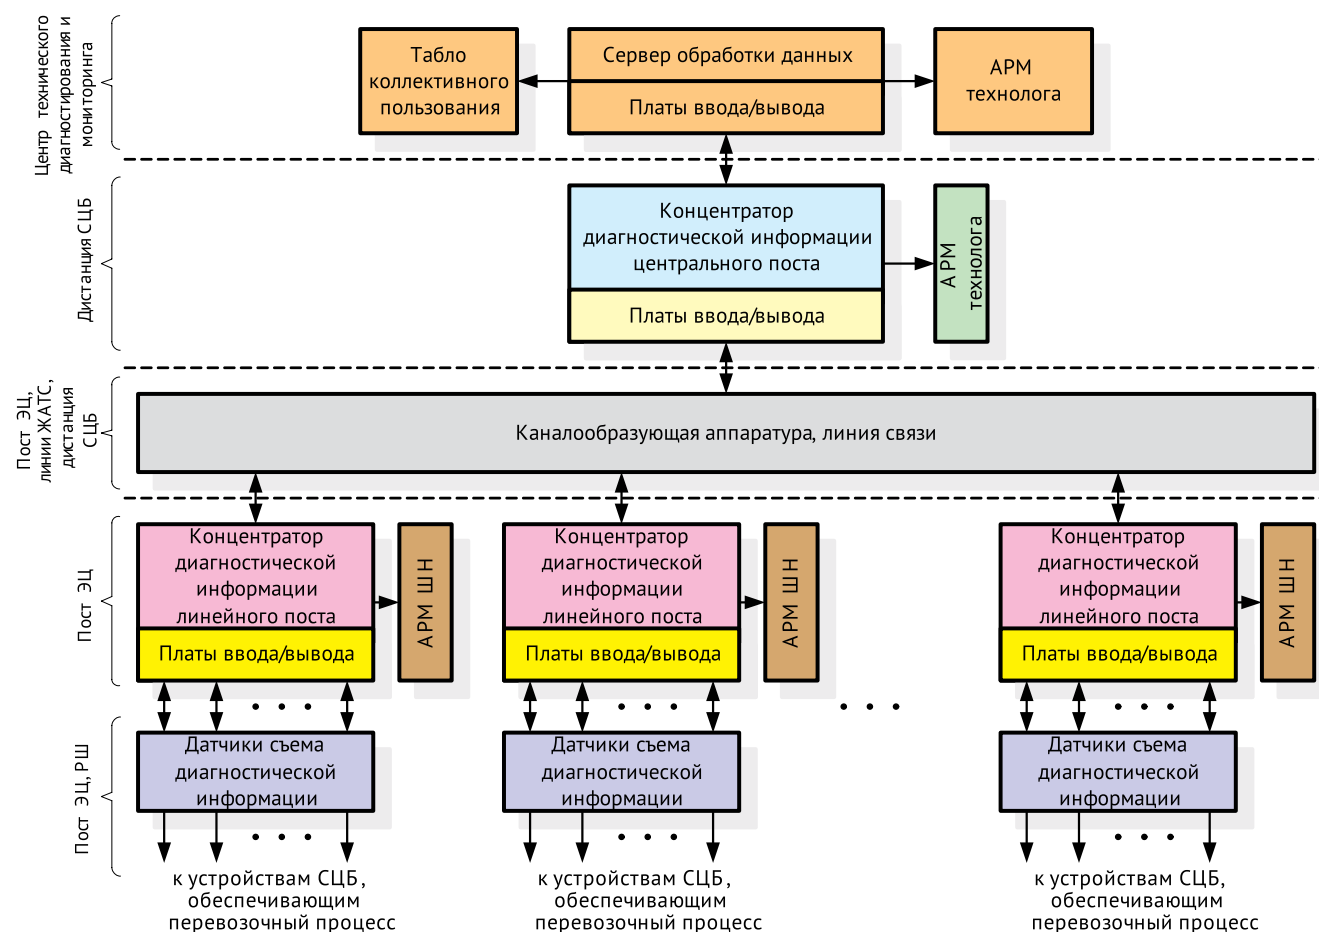 Центр технического
диагностирования и
мониторинга
Табло
коллективного
пользования
Сервер обработки данных
Платы ввода/вывода
АРМ
технолога
Дистанция СЦБ
Концентратор
диагностической информации
центрального поста
Платы ввода/вывода
АРМ
технолога
Пост ЭЦ,
линии ЖАТС,
дистанция
СЦБ
Каналообразующая аппаратура, линия связи
Пост ЭЦ
Концентратор
диагностической
информации
линейного поста
Платы ввода/вывода
АРМ ШН
Концентратор
диагностической
информации
линейного поста
Платы ввода/вывода
АРМ ШН
Концентратор
диагностической
информации
линейного поста
Платы ввода/вывода
АРМ ШН
Пост ЭЦ, РШ
Датчики съема
диагностической
информации
Датчики съема
диагностической
информации
Датчики съема
диагностической
информации
к устройствам СЦБ,
обеспечивающим
перевозочный процесс
к устройствам СЦБ,
обеспечивающим
перевозочный процесс
к устройствам СЦБ,
обеспечивающим
перевозочный процесс